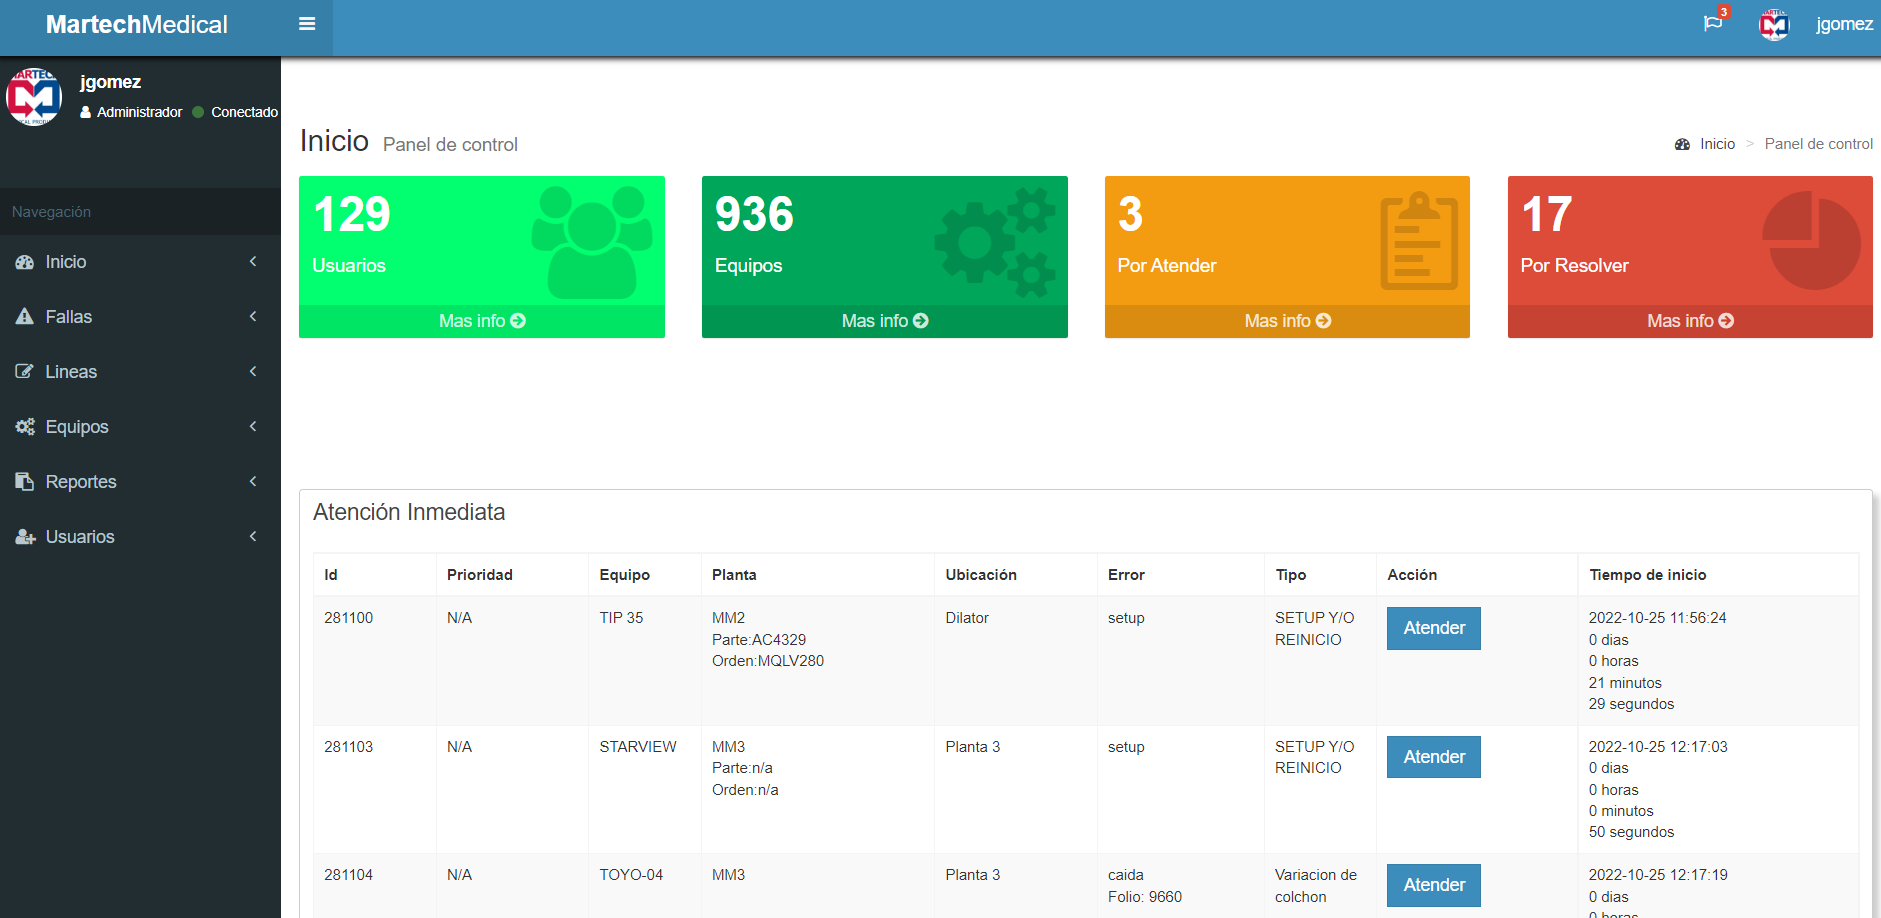 MartechMedical
3
jgomez
jgomez
Administrador Conectado
Navegación
Inicio
Fallas
Lineas
Equipos
Reportes
Usuarios
Inicio Panel de control
Inicio > Panel de control
129
Usuarios
Mas info
936
Equipos
Mas info
3
Por Atender
Mas info
17
Por Resolver
Mas info
Atención Inmediata
Id Prioridad Equipo Planta Ubicación Error Tipo Acción Tiempo de inicio
281100 N/A TIP 35 MM2 Dilator setup SETUP Y/O Atender 2022-10-25 11:56:24
Parte:AC4329 REINICIO 0 dias
Orden:MQLV280 0 horas
21 minutos
29 segundos
281103 N/A STARVIEW MM3 Planta 3 setup SETUP Y/O Atender 2022-10-25 12:17:03
Parte:n/a REINICIO 0 dias
Orden:n/a 0 horas
0 minutos
50 segundos
281104 N/A TOYO-04 MM3 Planta 3 caida Variacion de Atender 2022-10-25 12:17:19
Folio: 9660 colchon 0 dias
0 horas